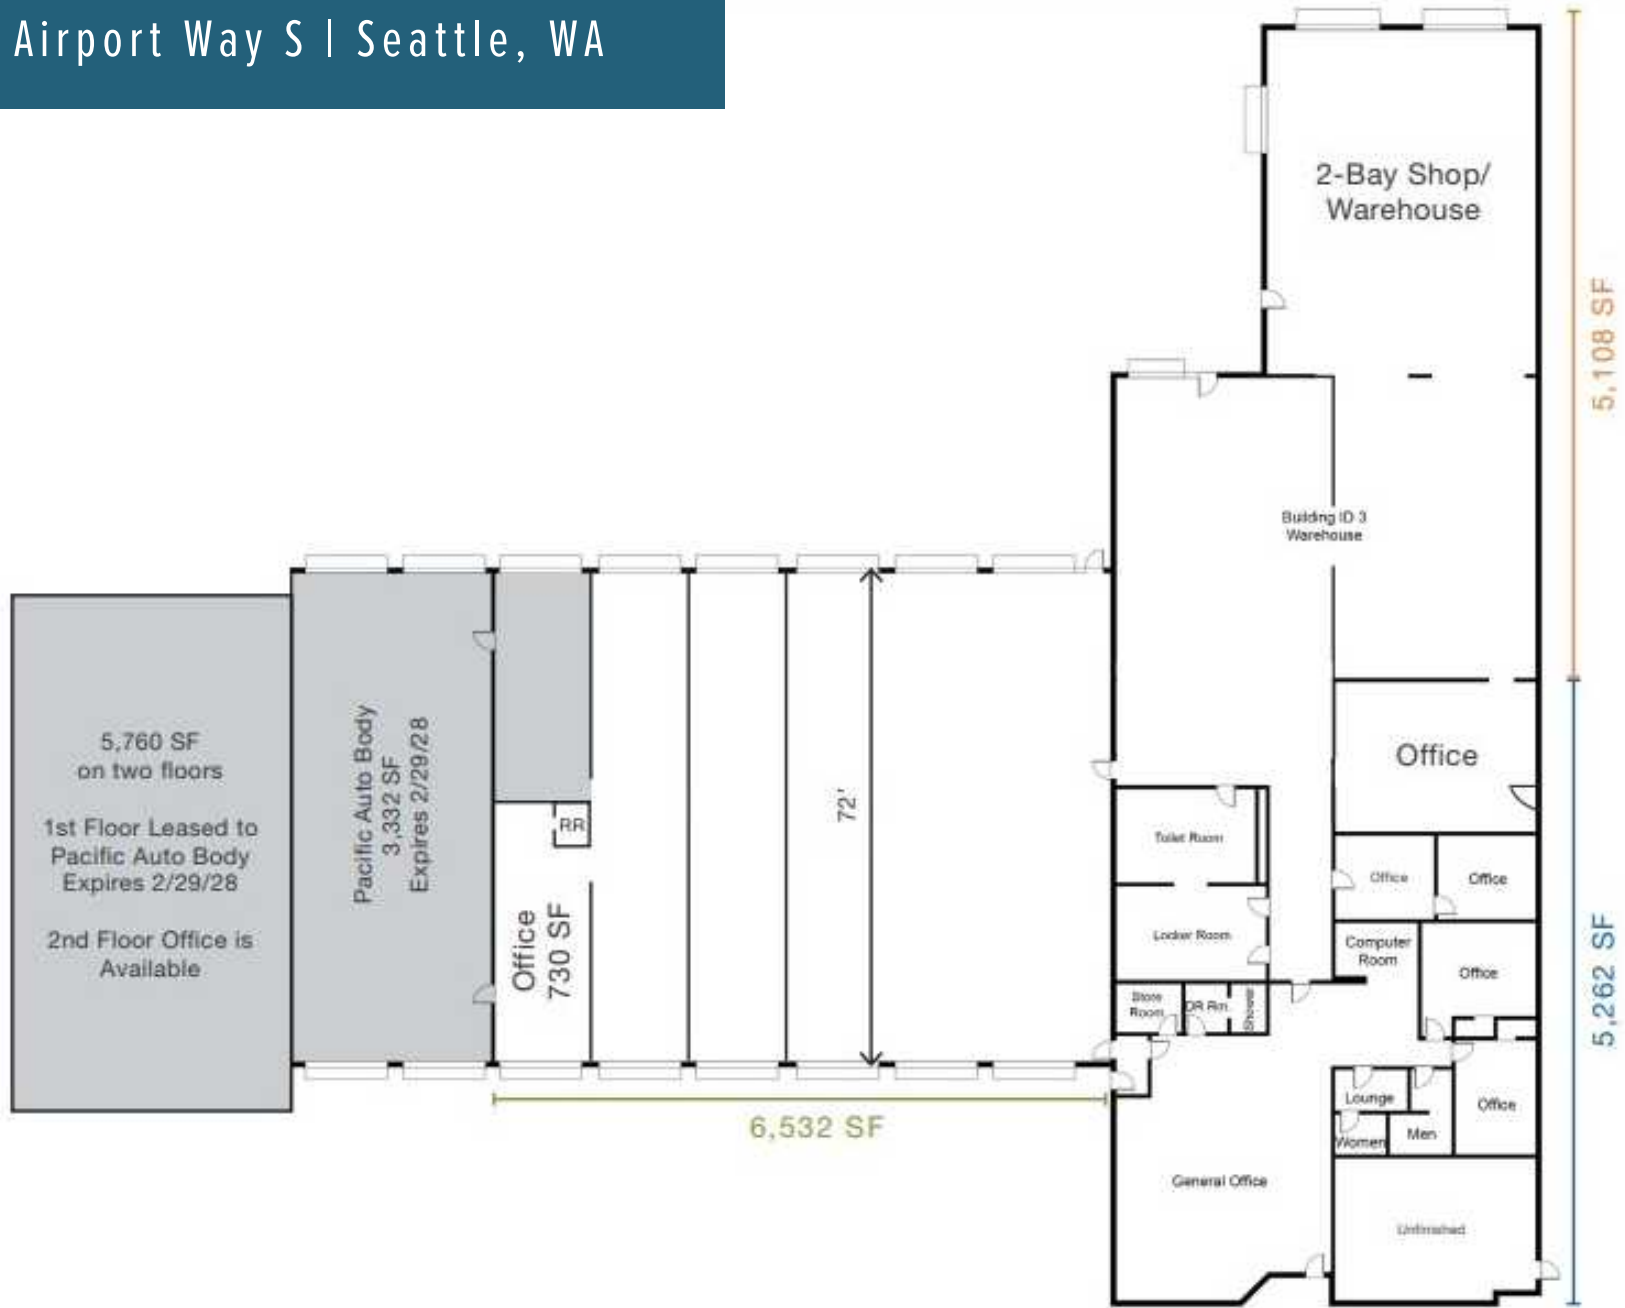 Airport Way S | Seattle, WA
2-Bay Shop/
Warehouse
5,108 SF
Building ID 3
Warehouse
5,760 SF
on two floors
1st Floor Leased to
Pacific Auto Body
Expires 2/29/28
2nd Floor Office is
Available
Pacific Auto Body
3,332 SF
Expires 2/29/28
RR
Office
730 SF
72'
6,532 SF
Office
Toilet Room
Office
Office
Locker Room
Computer
Room
Office
5,262 SF
Store
Room
DR Rm.
Shower
Lounge
Office
Women
Men
General Office
Unfinished